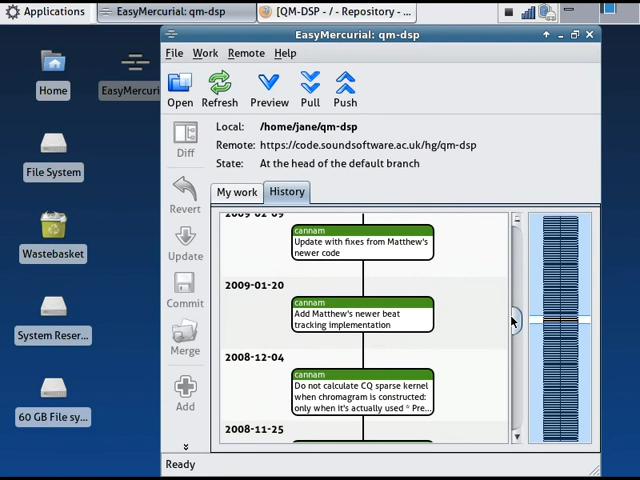 Applications
EasyMercurial: qm-dsp
[QM-DSP - / - Repository - ...
EasyMercurial: qm-dsp
File Work Remote Help
Open Refresh Preview Pull Push
Local: /home/jane/qm-dsp
Remote: https://code.soundsoftware.ac.uk/hg/qm-dsp
State: At the head of the default branch
My work History
Diff
Revert
Update
Commit
Merge
Add
2009-02-09
cannam
Update with fixes from Matthew's
newer code
2009-01-20
cannam
Add Matthew's newer beat
tracking implementation
2008-12-04
cannam
Do not calculate CQ sparse kernel
when chromagram is constructed:
only when it's actually used * Pre...
2008-11-25
Ready
Home
EasyMercuri
File System
Wastebasket
System Reser...
60 GB File sy...